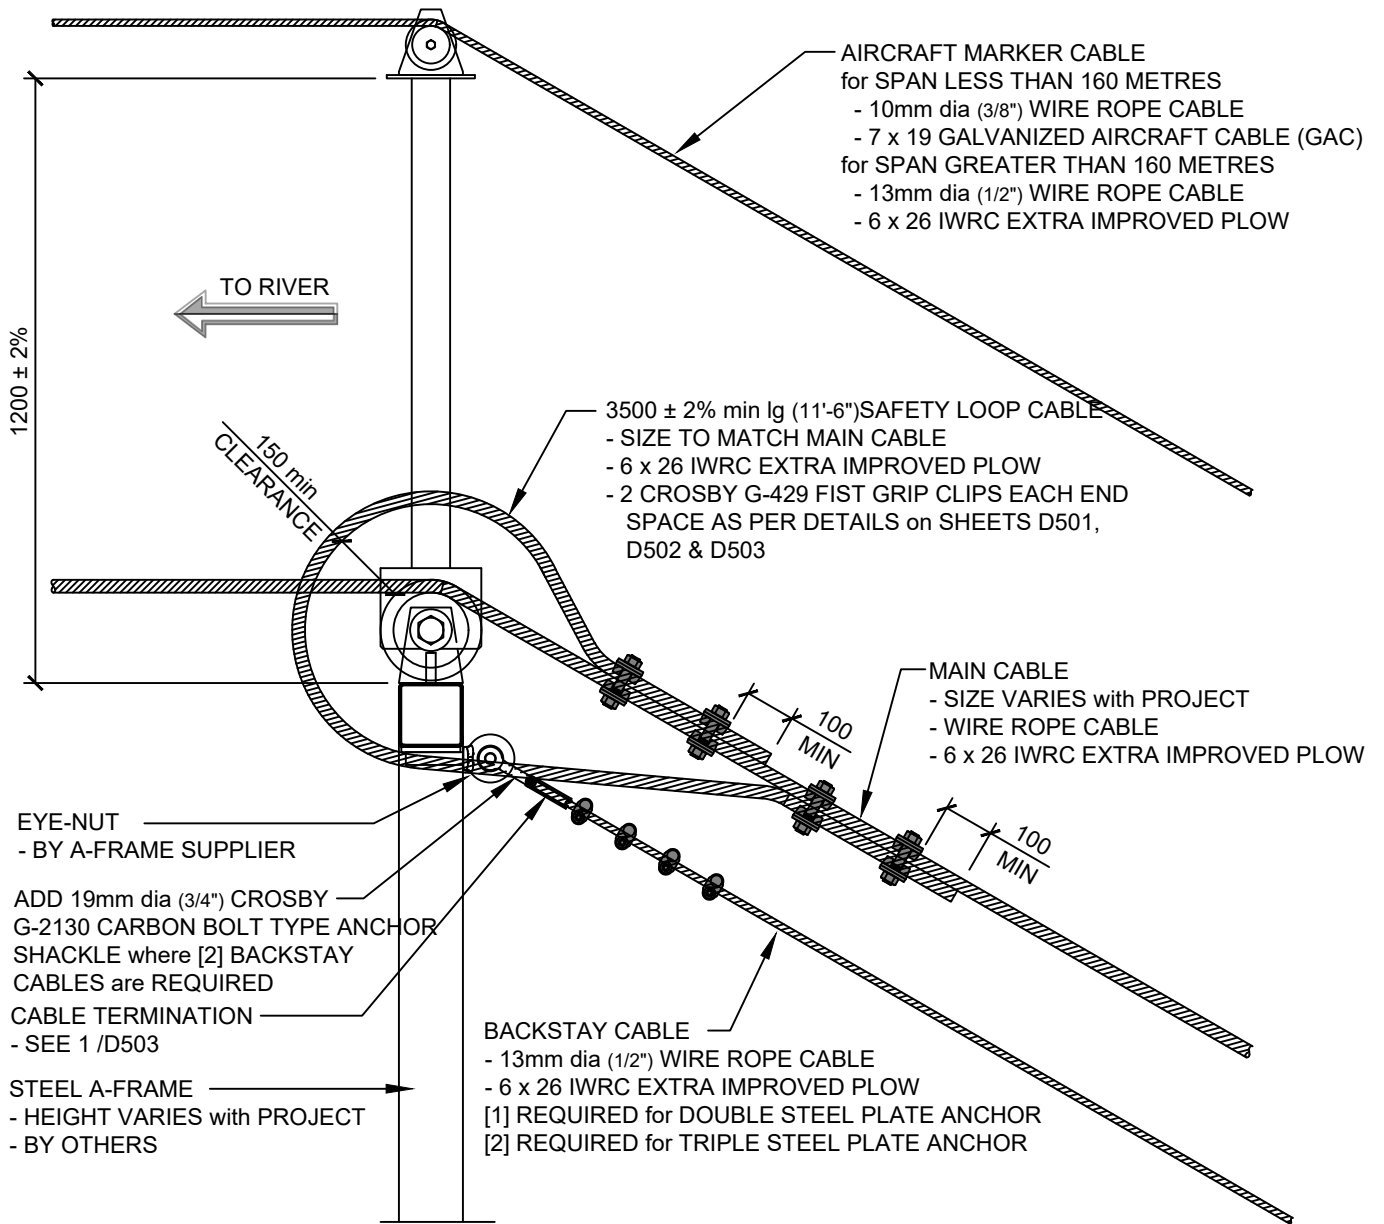 AIRCRAFT MARKER CABLE
for SPAN LESS THAN 160 METRES
- 10mm dia (3/8") WIRE ROPE CABLE
- 7 x 19 GALVANIZED AIRCRAFT CABLE (GAC)
for SPAN GREATER THAN 160 METRES
- 13mm dia (1/2") WIRE ROPE CABLE
- 6 x 26 IWRC EXTRA IMPROVED PLOW
TO RIVER
1200 ± 2%
150 min
CLEARANCE
3500 ± 2% min lg (11'-6")SAFETY LOOP CABLE
- SIZE TO MATCH MAIN CABLE
- 6 x 26 IWRC EXTRA IMPROVED PLOW
- 2 CROSBY G-429 FIST GRIP CLIPS EACH END
SPACE AS PER DETAILS on SHEETS D501,
D502 & D503
MAIN CABLE
- SIZE VARIES with PROJECT
- WIRE ROPE CABLE
- 6 x 26 IWRC EXTRA IMPROVED PLOW
100
MIN
100
MIN
EYE-NUT
- BY A-FRAME SUPPLIER
ADD 19mm dia (3/4") CROSBY
G-2130 CARBON BOLT TYPE ANCHOR
SHACKLE where [2] BACKSTAY
CABLES are REQUIRED
CABLE TERMINATION
- SEE 1 /D503
STEEL A-FRAME
- HEIGHT VARIES with PROJECT
- BY OTHERS
BACKSTAY CABLE
- 13mm dia (1/2") WIRE ROPE CABLE
- 6 x 26 IWRC EXTRA IMPROVED PLOW
[1] REQUIRED for DOUBLE STEEL PLATE ANCHOR
[2] REQUIRED for TRIPLE STEEL PLATE ANCHOR